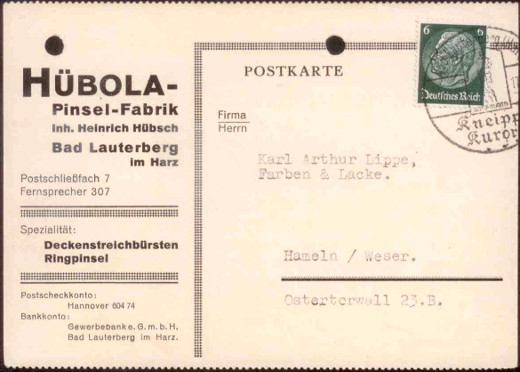 HÜBOLA-
Pinsel-Fabrik
Inh. Heinrich Hübsch
Bad Lauterberg
im Harz
Postschließfach 7
Fernsprecher 307
Spezialität:
Deckenstreichbürsten
Ringpinsel
Postscheckkonto:
Hannover 604 74
Bankkonto:
Gewerbebank e. G. m. b. H.
Bad Lauterberg im Harz.
POSTKARTE
6 6
Deutsches Reich
Kneipp
Kuror
Firma
Herrn
Karl Arthur Lippe,
Farben & Lacke.
Hameln / Weser.
Ostertorwall 23.B.